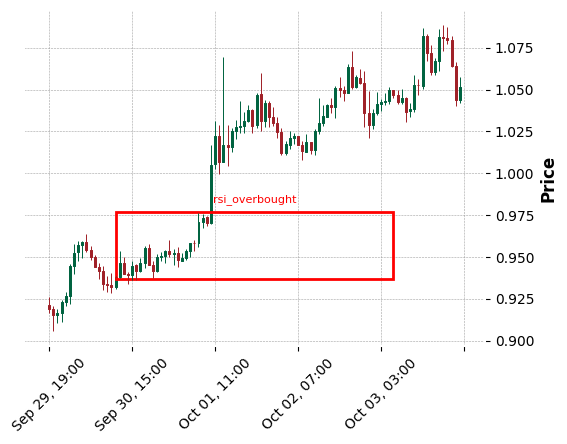 1.075
1.050
1.025
1.000
0.975
0.950
0.925
0.900
Price
rsi_overbought
Sep 29, 19:00
Sep 30, 15:00
Oct 01, 11:00
Oct 02, 07:00
Oct 03, 03:00